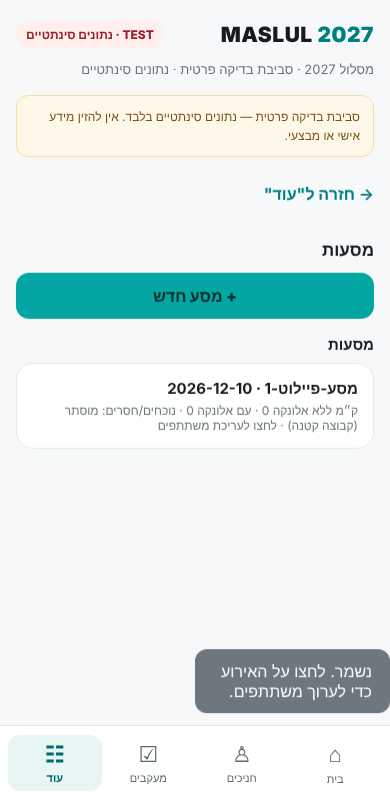 MASLUL 2027
TEST · נתונים סינתטיים
מסלול 2027 · סביבת בדיקה פרטית · נתונים סינתטיים
סביבת בדיקה פרטית — נתונים סינתטיים בלבד. אין להזין מידע
אישי או מבצעי.
→ חזרה ל"עוד"
מסעות
+ מסע חדש
מסעות
מסע-פיילוט-1 · 2026-12-10
ק״מ ללא אלונקה 0 · עם אלונקה 0 · נוכחים/חסרים: מוסתר
(קבוצה קטנה) · לחצו לעריכת משתתפים
נשמר. לחצו על האירוע
כדי לערוך משתתפים.
בית
חניכים
מעקבים
עוד